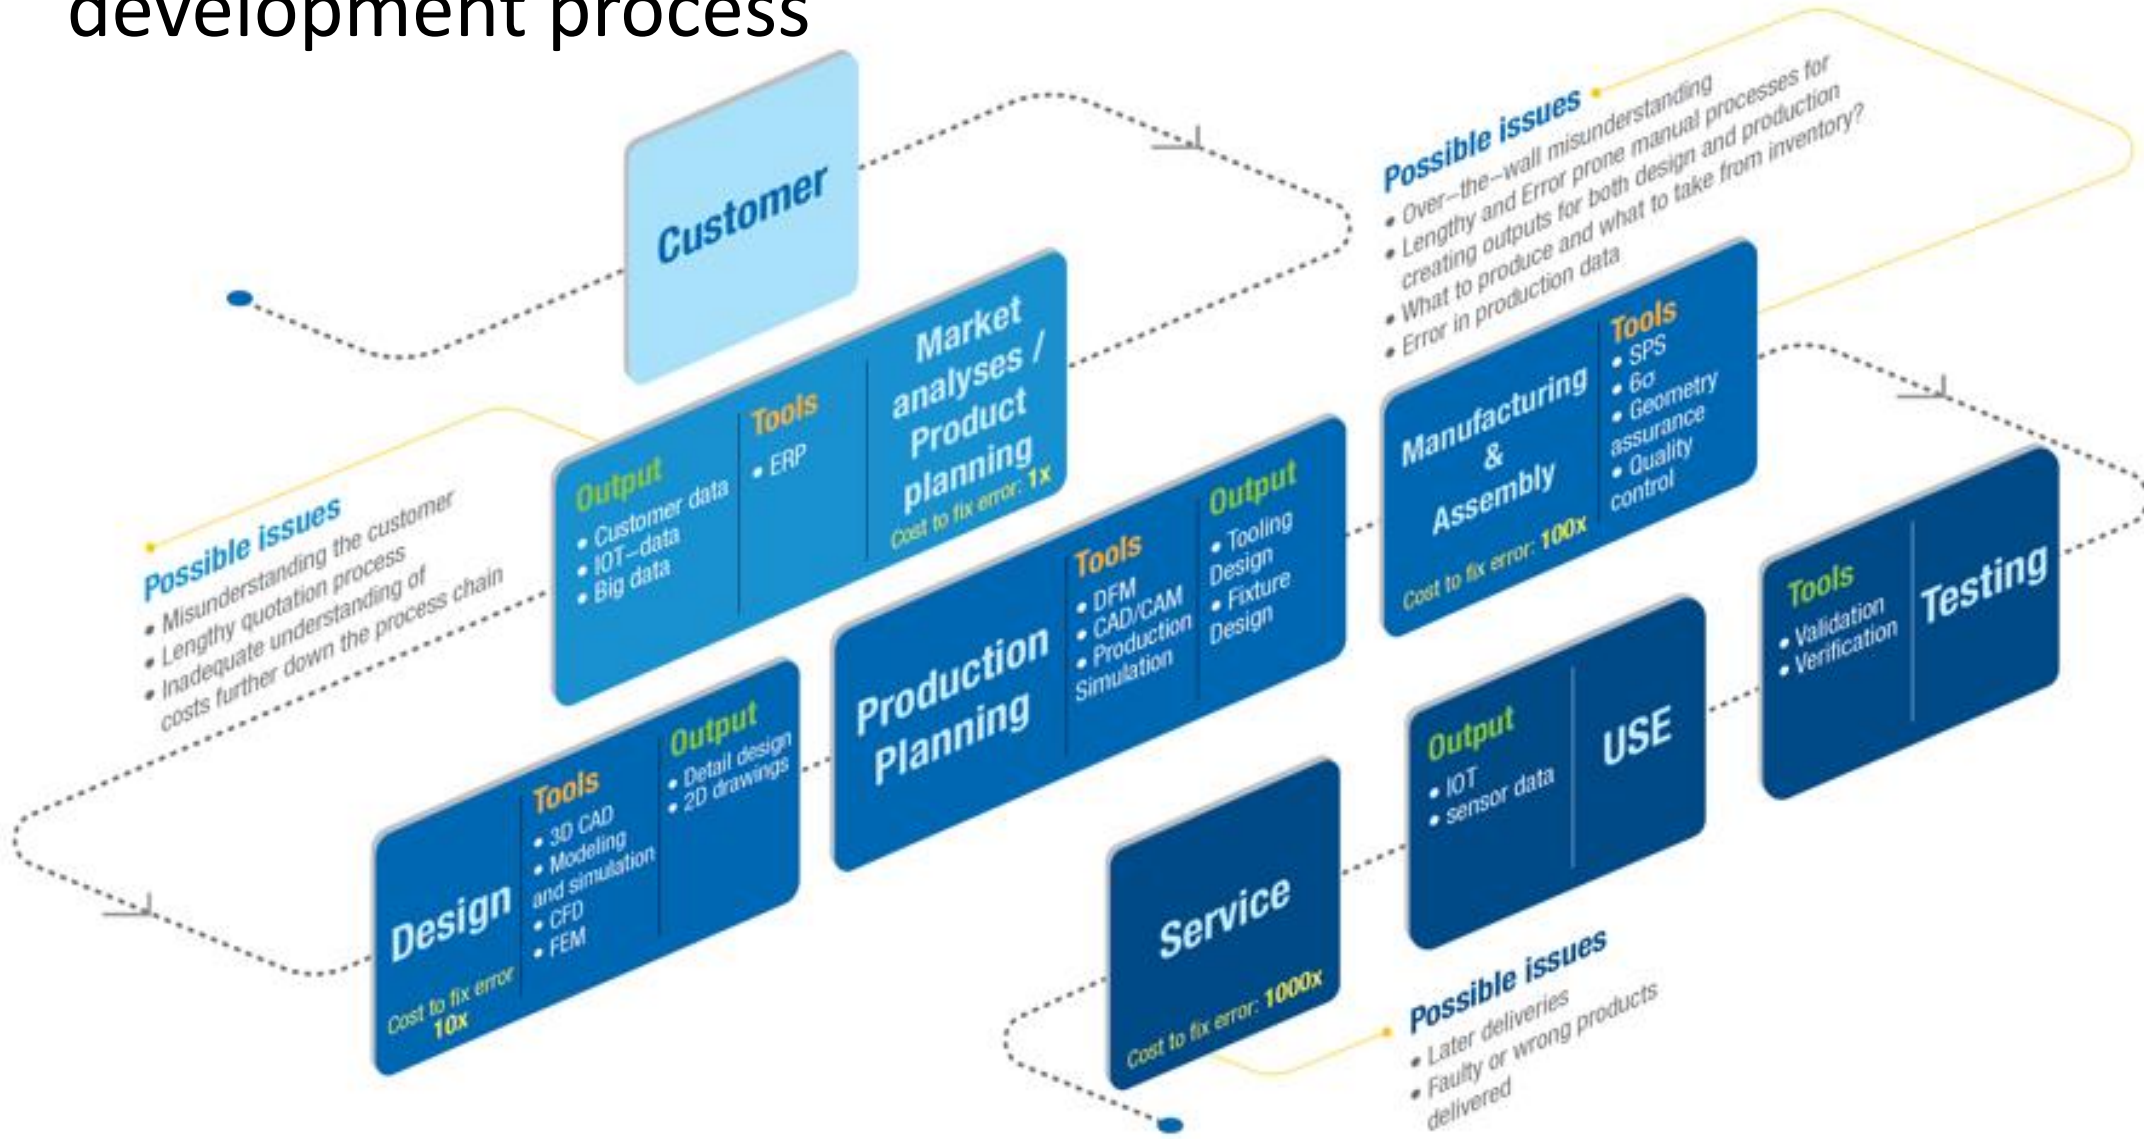 development process
Customer
Possible issues
• Over–the–wall misunderstanding
• Lengthy and Error prone manual processes for
creating outputs for both design and production
• What to produce and what to take from inventory?
• Error in production data
Output
• Customer data
• IOT–data
• Big data
Tools
• ERP
Market
analyses /
Product
planning
Cost to fix error: 1x
Possible issues
• Misunderstanding the customer
• Lengthy quotation process
• Inadequate understanding of
costs further down the process chain
Manufacturing
&
Assembly
Cost to fix error: 100x
Tools
• SPS
• 6σ
• Geometry
assurance
• Quality
control
Production
Planning
Tools
• DFM
• CAD/CAM
• Production
Simulation
Output
• Tooling
Design
• Fixture
Design
Tools
• Validation
• Verification
Testing
Design
Cost to fix error
10x
Tools
• 3D CAD
• Modeling
and simulation
• CFD
• FEM
Output
• Detail design
• 2D drawings
Output
• IOT
• sensor data
USE
Service
Cost to fix error: 1000x
Possible issues
• Later deliveries
• Faulty or wrong products
delivered